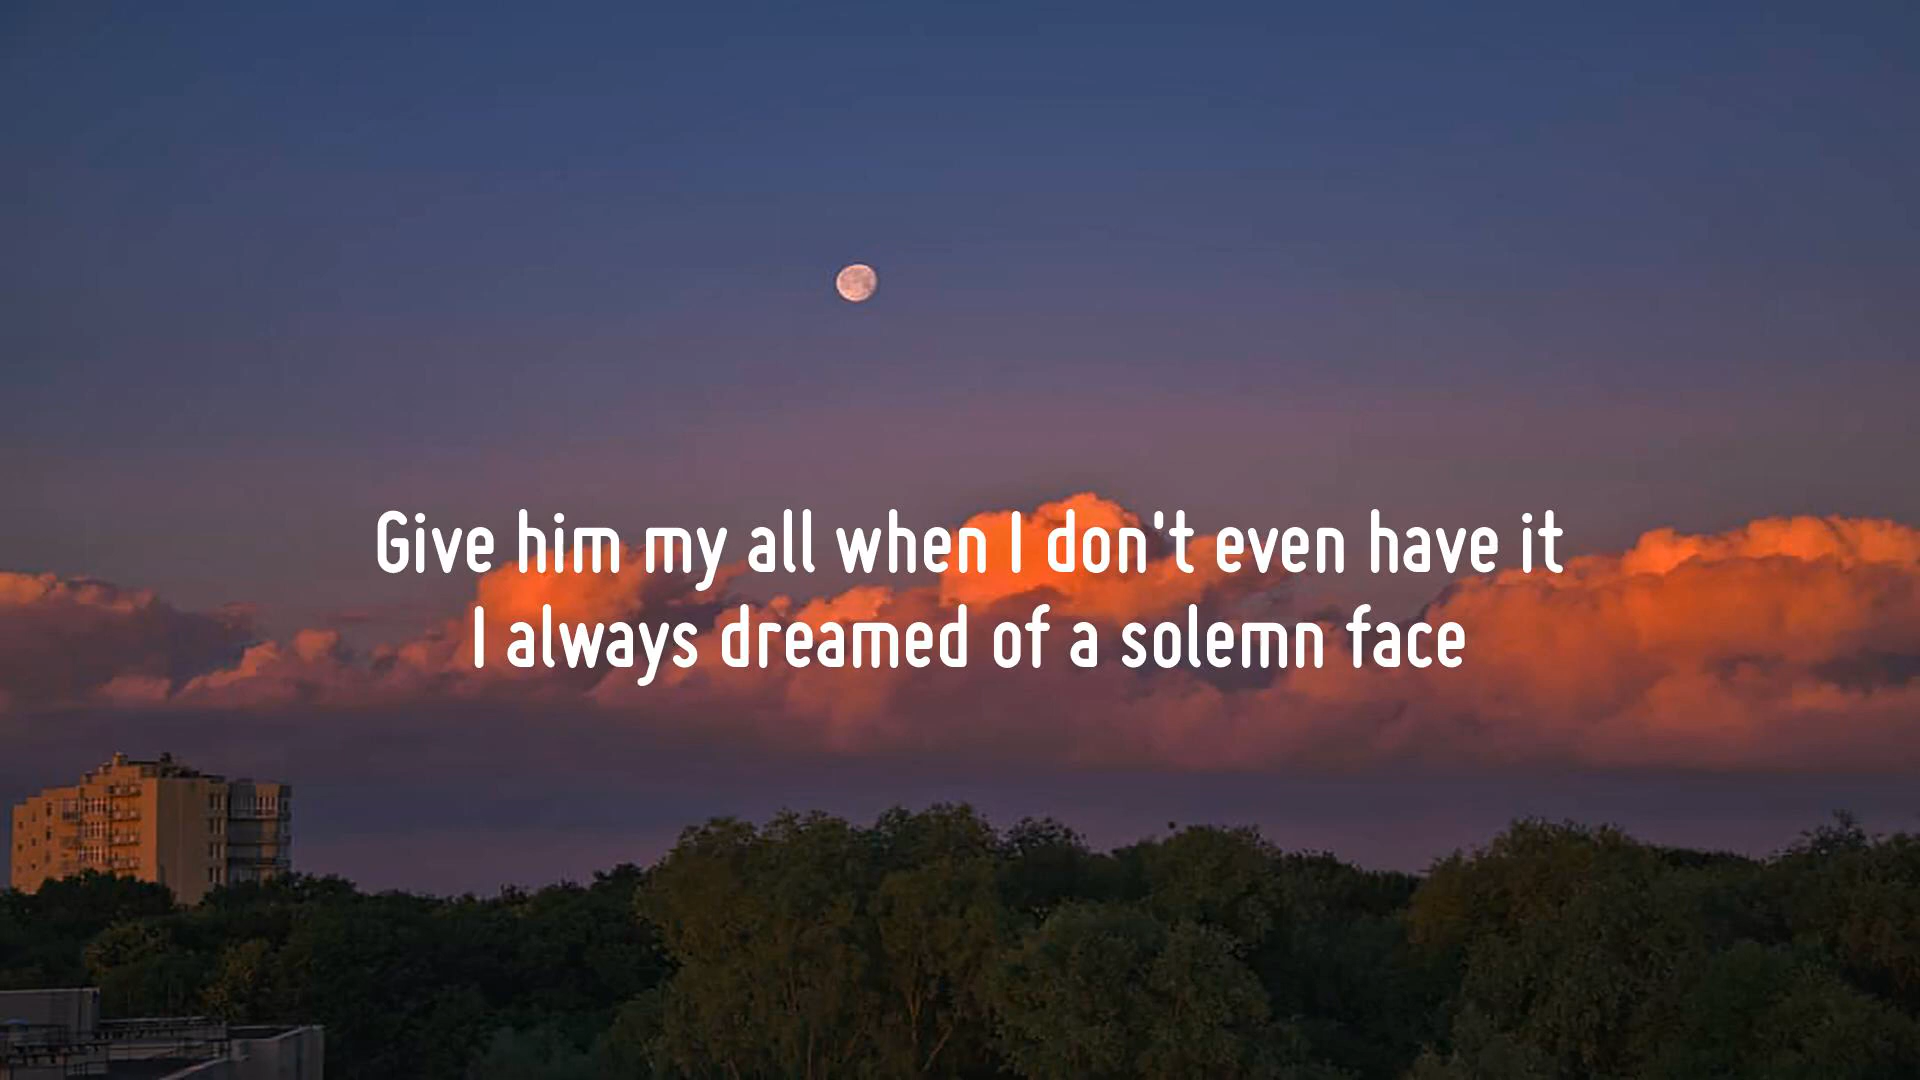 Give him my all when I don't even have it
I always dreamed of a solemn face